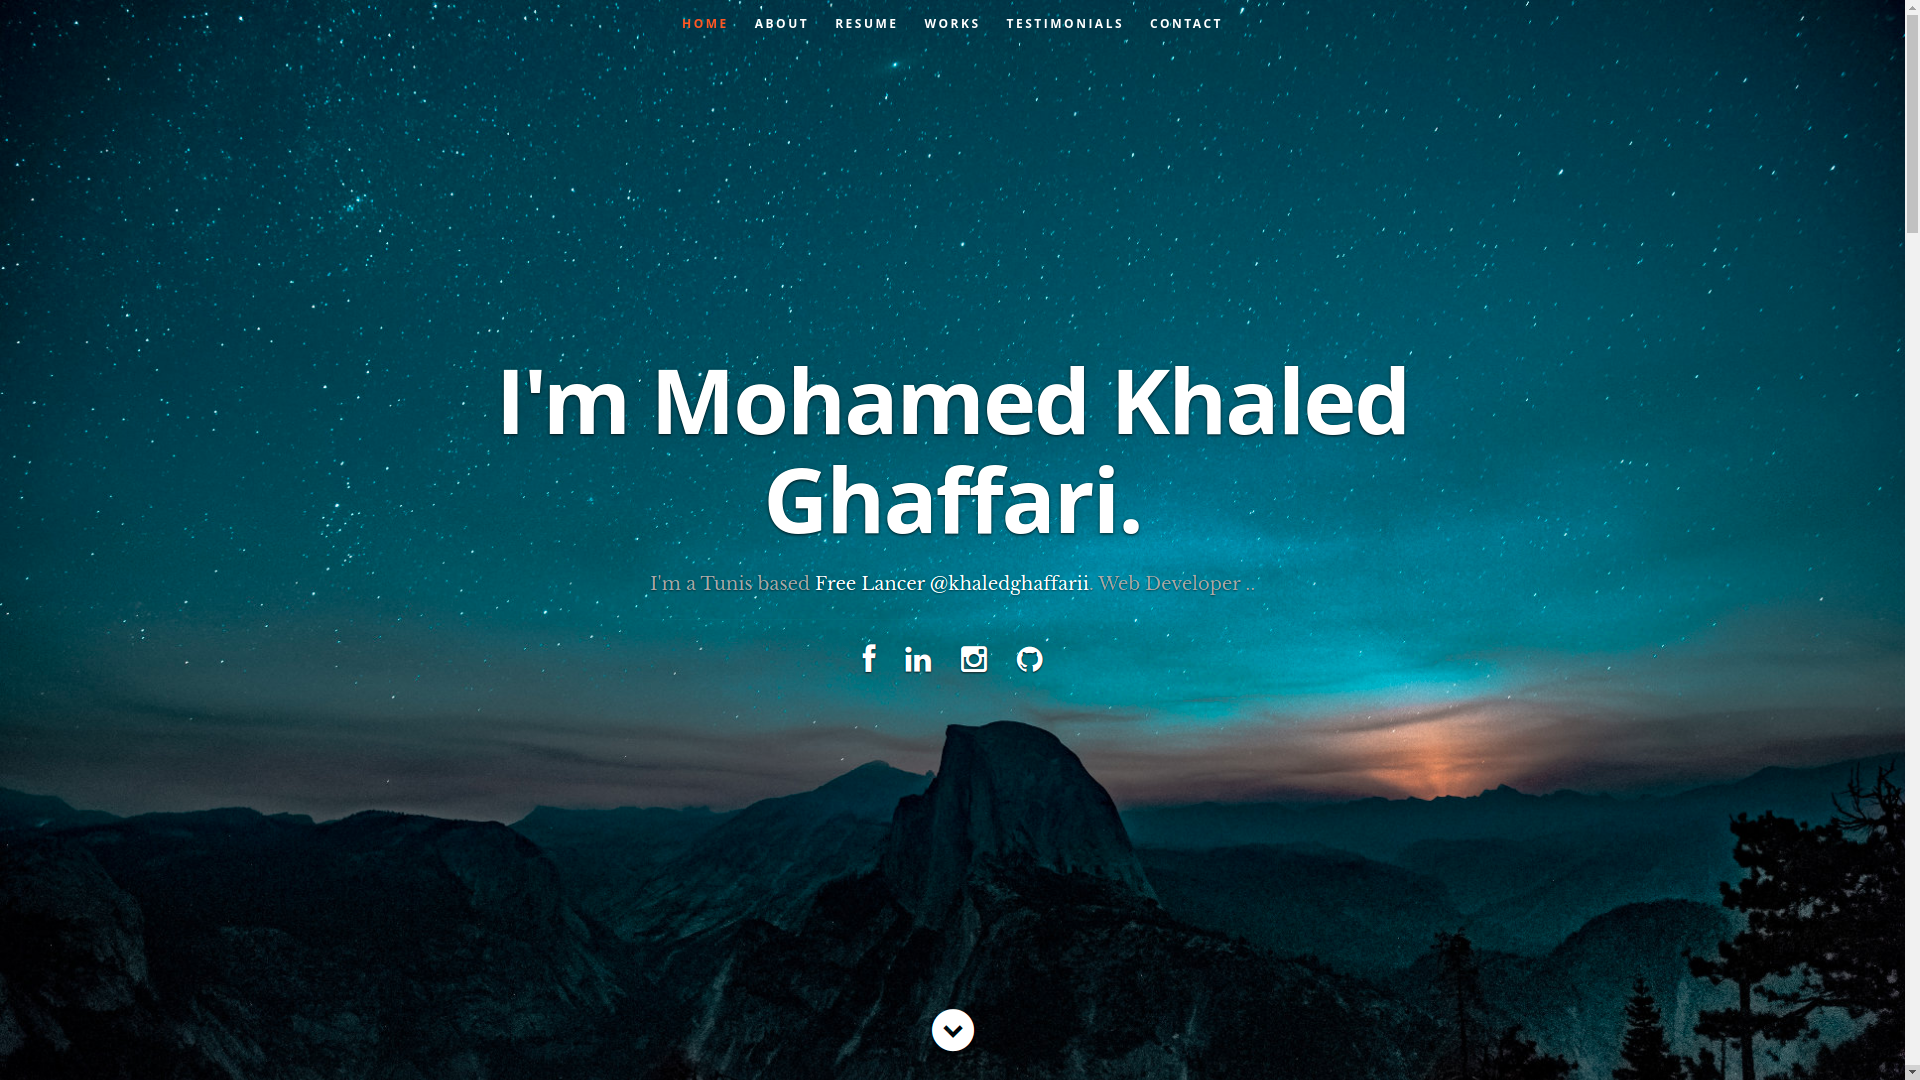 HOME ABOUT RESUME WORKS TESTIMONIALS CONTACT
I'm Mohamed Khaled
Ghaffari.
I'm a Tunis based Free Lancer @khaledghaffarii. Web Developer ..